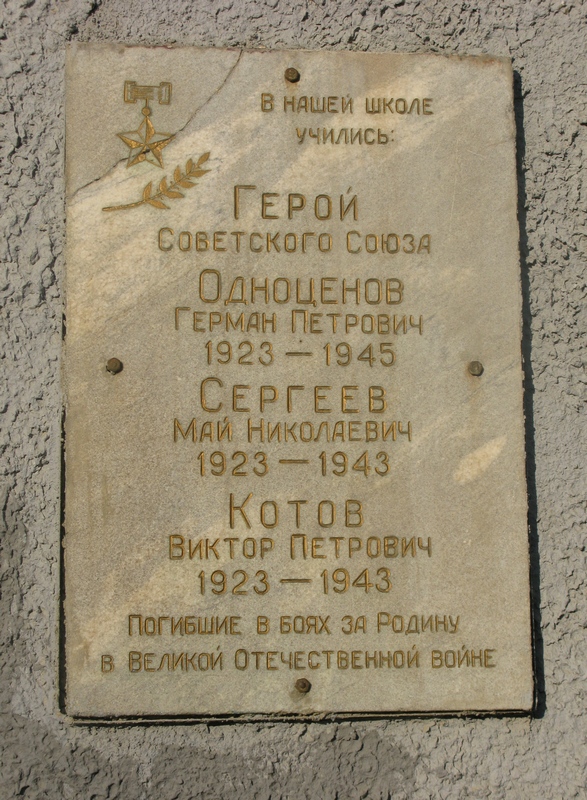 В нашей школе
учились:
Герой
Советского Союза
Одноценов
Герман Петрович
1923 — 1945
Сергеев
Май Николаевич
1923 — 1943
Котов
Виктор Петрович
1923 — 1943
Погибшие в боях за Родину
в Великой Отечественной войне